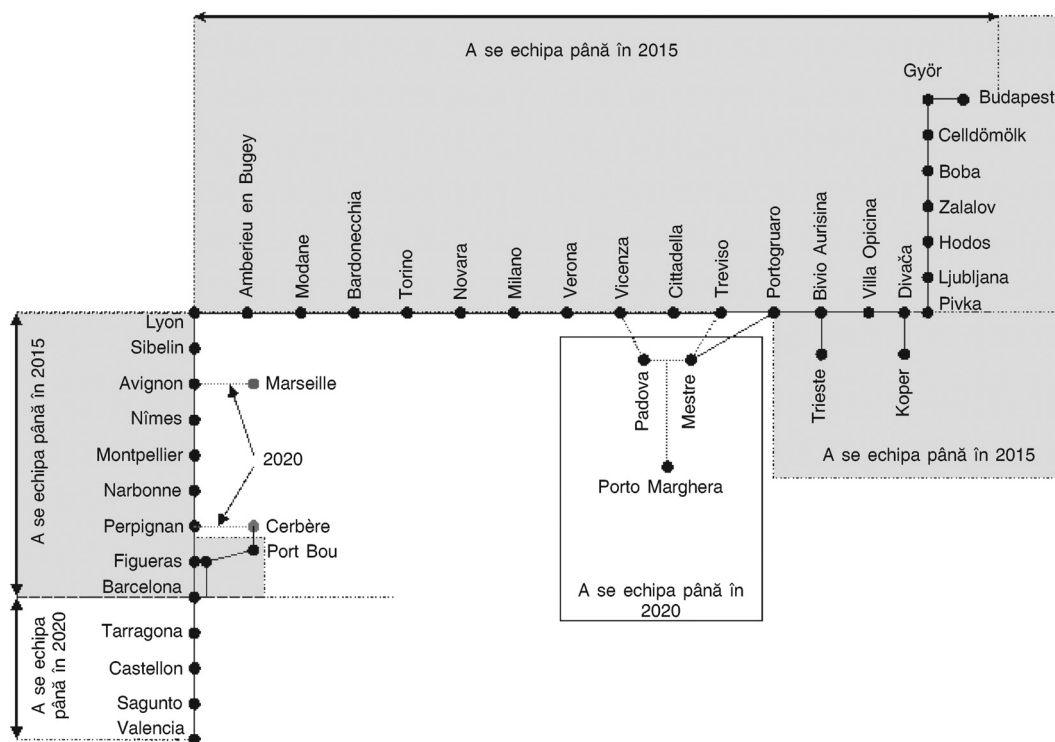 A se echipa până în 2015
Györ
Budapest
Celldömölk
Boba
Zalalov
Hodos
Ljubljana
Pivka
Amberieu en Bugey
Modane
Bardonecchia
Torino
Novara
Milano
Verona
Vicenza
Cittadella
Treviso
Portogruaro
Bivio Aurisina
Villa Opicina
Divača
Lyon
Sibelin
Avignon
Marseille
Nîmes
Montpellier
2020
Narbonne
Perpignan
Cerbère
Port Bou
Figueras
Barcelona
A se echipa până în 2015
Tarragona
Castellon
Sagunto
Valencia
A se echipa
până în 2020
Padova
Mestre
Porto Marghera
A se echipa până în
2020
Trieste
Koper
A se echipa până în 2015